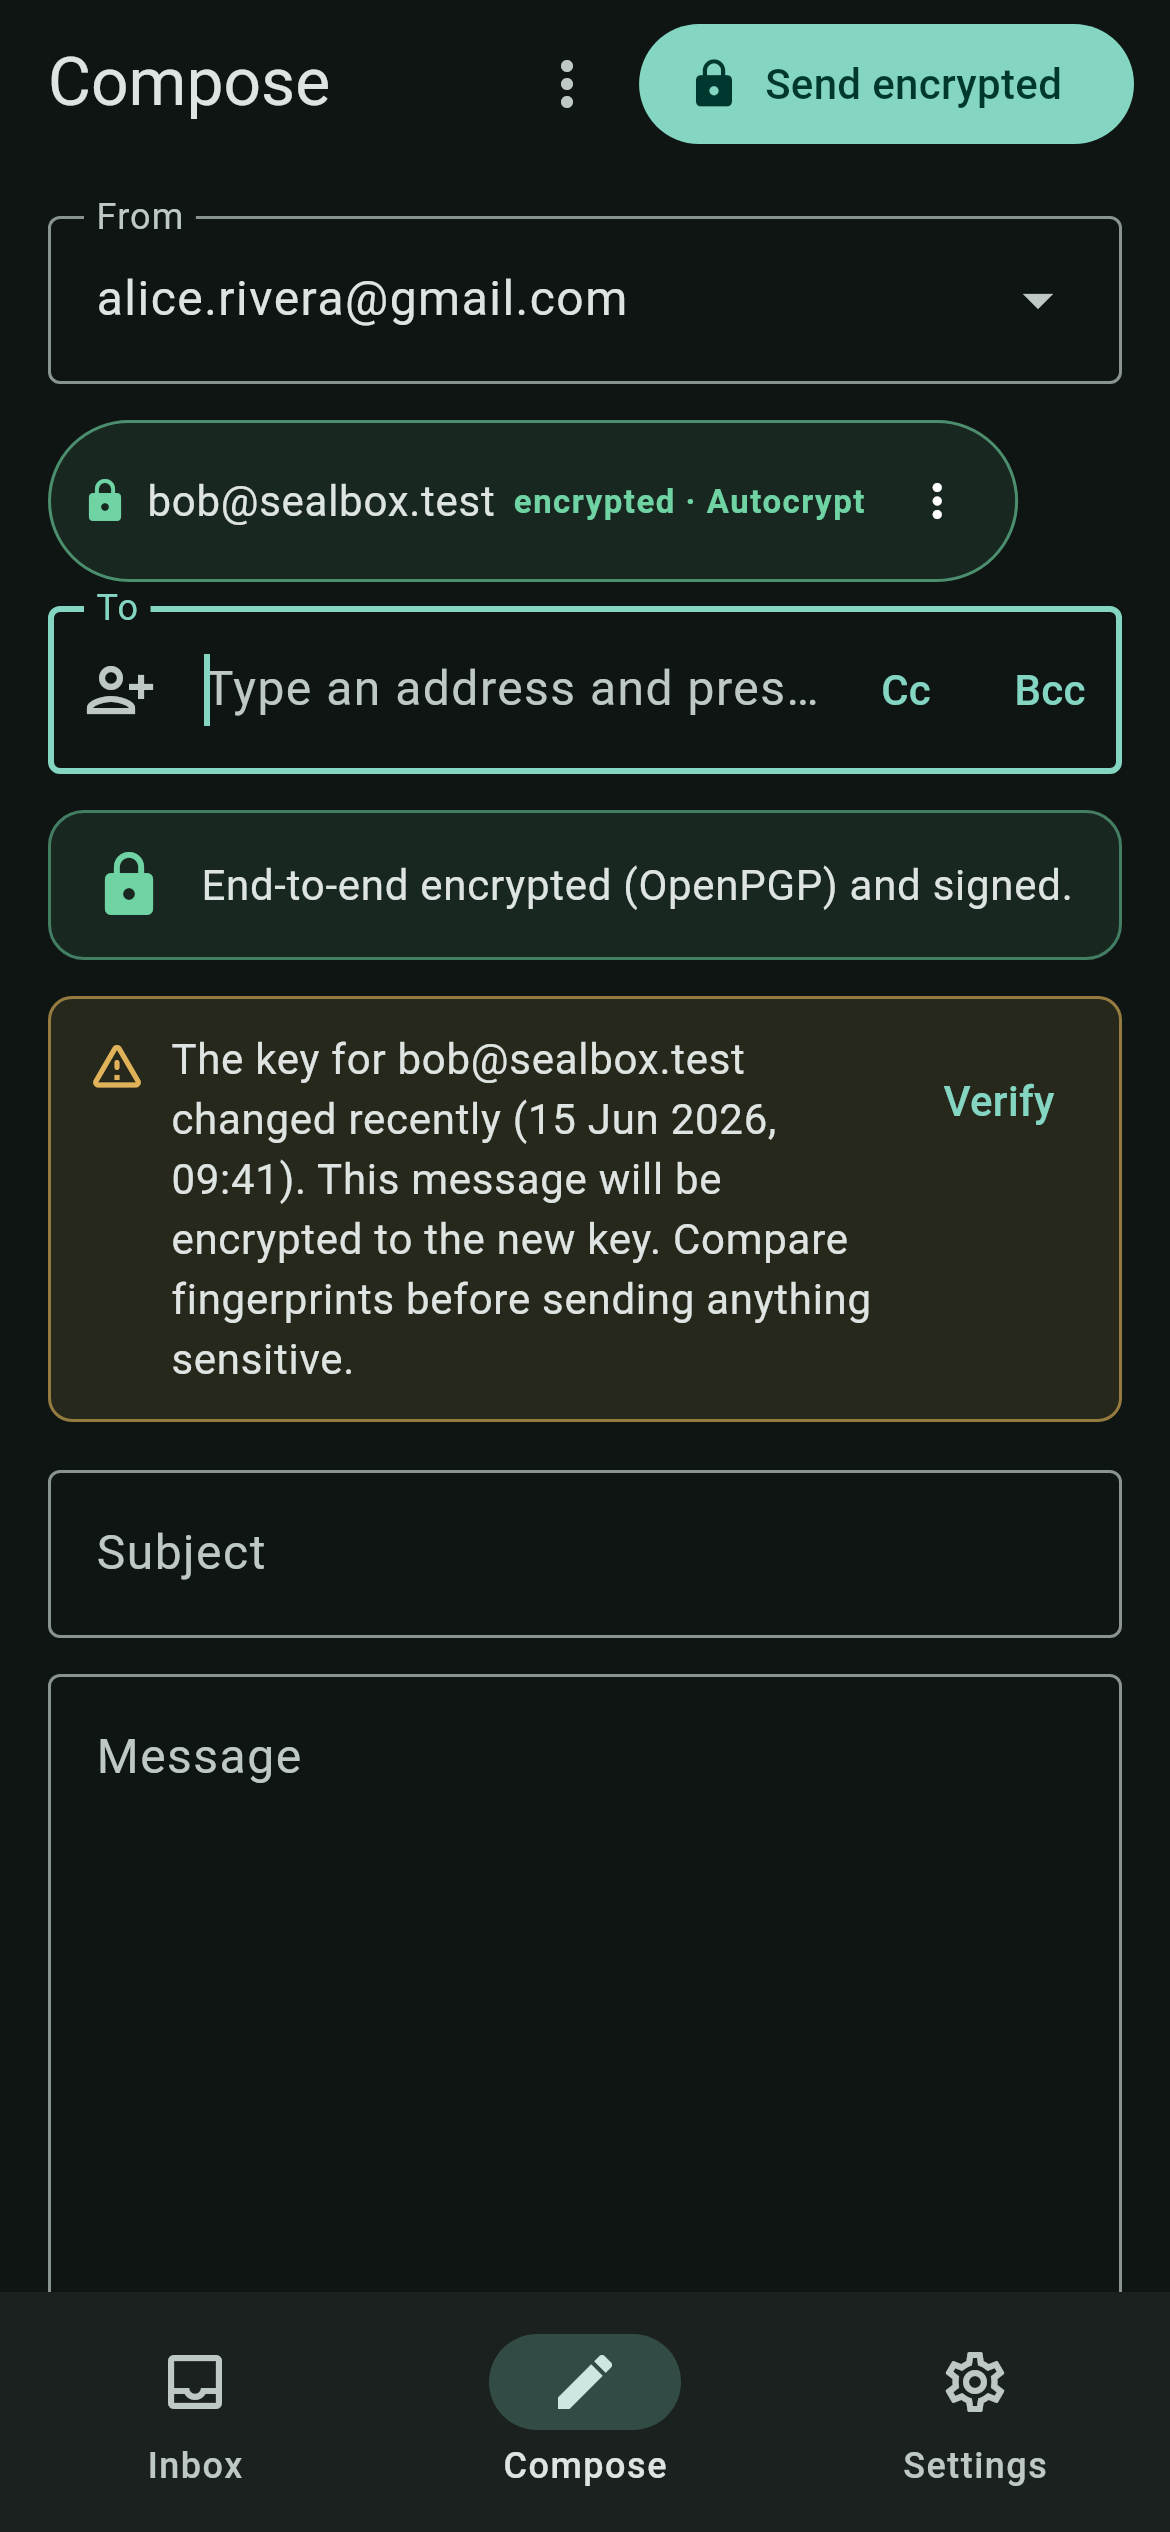 Compose
Send encrypted
From
alice.rivera@gmail.com
bob@sealbox.test encrypted · Autocrypt
To
Type an address and pres…
Cc
Bcc
End-to-end encrypted (OpenPGP) and signed.
The key for bob@sealbox.test
changed recently (15 Jun 2026,
09:41). This message will be
encrypted to the new key. Compare
fingerprints before sending anything
sensitive.
Verify
Subject
Message
Inbox
Compose
Settings